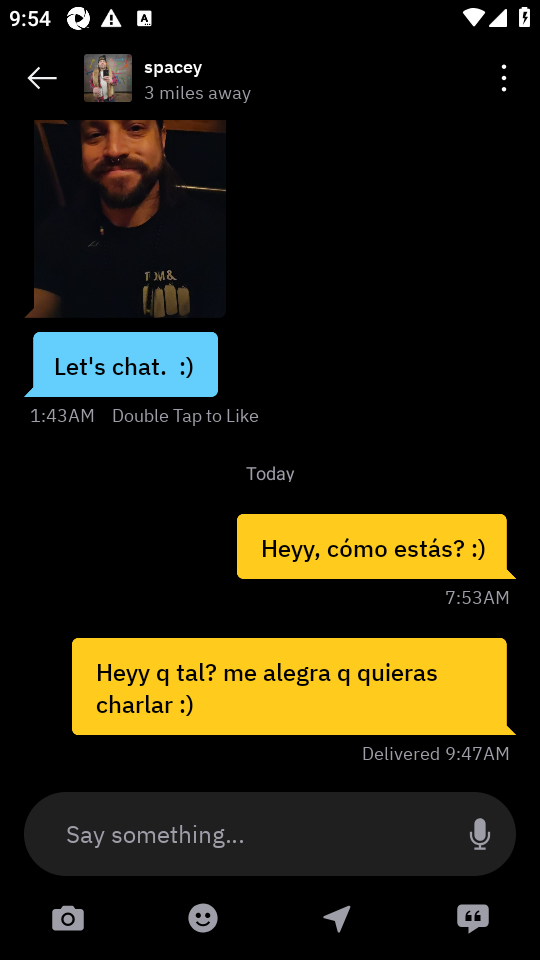 9:54
A
spacey
3 miles away
Let's chat.  :)
1:43AM    Double Tap to Like
Today
Heyy, cómo estás? :)
7:53AM
Heyy q tal? me alegra q quieras
charlar :)
Delivered 9:47AM
Say something...